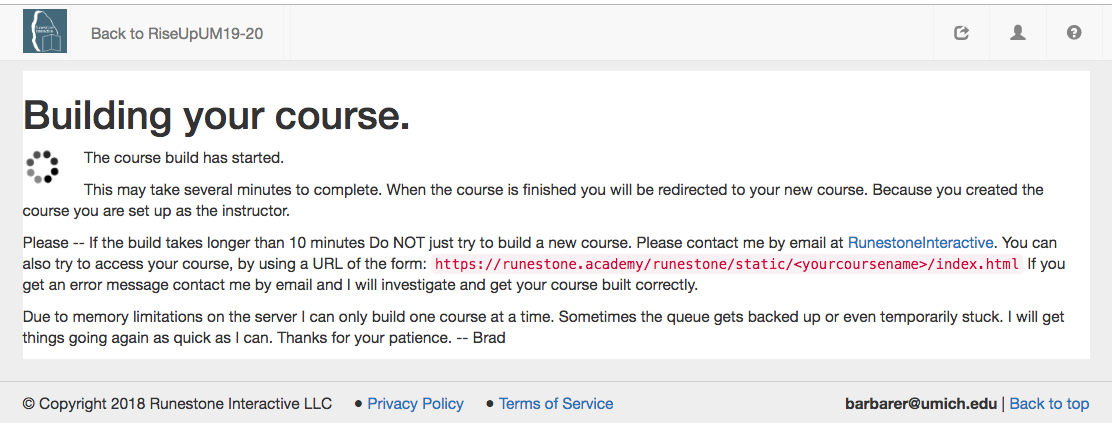 Back to RiseUpUM19-20
Building your course.
The course build has started.
This may take several minutes to complete. When the course is finished you will be redirected to your new course. Because you created the
course you are set up as the instructor.
Please -- If the build takes longer than 10 minutes Do NOT just try to build a new course. Please contact me by email at RunestoneInteractive. You can
also try to access your course, by using a URL of the form: https://runestone.academy/runestone/static/<yourcoursename>/index.html If you
get an error message contact me by email and I will investigate and get your course built correctly.
Due to memory limitations on the server I can only build one course at a time. Sometimes the queue gets backed up or even temporarily stuck. I will get
things going again as quick as I can. Thanks for your patience. -- Brad
© Copyright 2018 Runestone Interactive LLC ● Privacy Policy ● Terms of Service barbarer@umich.edu | Back to top